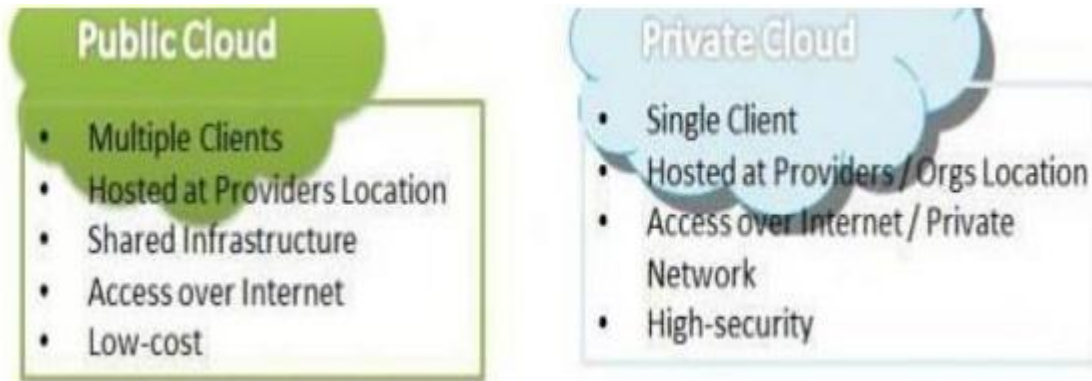 Public Cloud
• Multiple Clients
• Hosted at Providers Location
• Shared Infrastructure
• Access over Internet
• Low-cost
Private Cloud
• Single Client
• Hosted at Providers / Orgs Location
• Access over Internet / Private
Network
• High-security